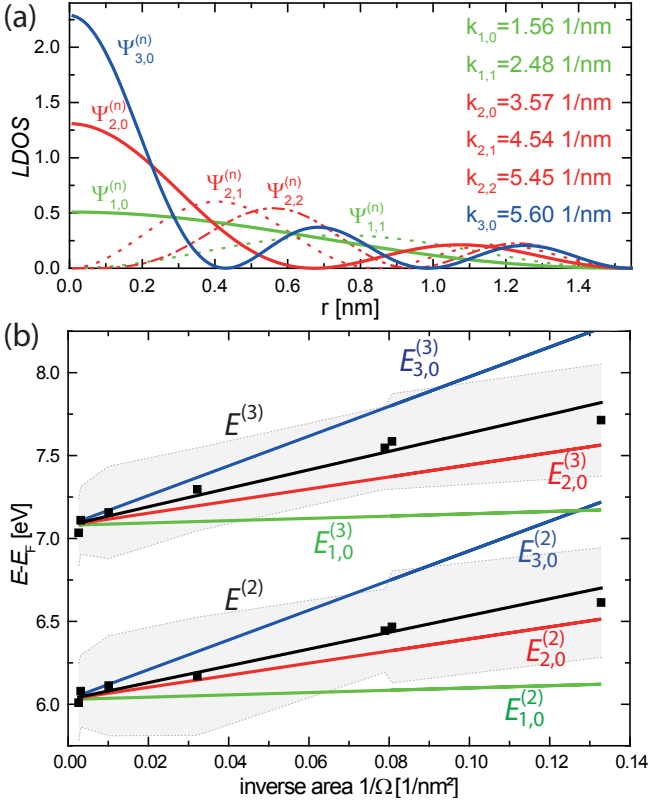 (a)
2.0
1.5
1.0
0.5
0.0
LDOS
Ψ3,0(n)
Ψ2,0(n)
Ψ1,0(n)
Ψ2,1(n)
Ψ2,2(n)
Ψ1,1(n)
k1,0=1.56 1/nm
k1,1=2.48 1/nm
k2,0=3.57 1/nm
k2,1=4.54 1/nm
k2,2=5.45 1/nm
k3,0=5.60 1/nm
0.0 0.2 0.4 0.6 0.8 1.0 1.2 1.4
r [nm]
(b)
8.0
7.5
7.0
6.5
6.0
E-EF [eV]
E3,0(3)
E(3)
E2,0(3)
E1,0(3)
E3,0(2)
E(2)
E2,0(2)
E1,0(2)
0.00 0.02 0.04 0.06 0.08 0.10 0.12 0.14
inverse area 1/Ω [1/nm²]